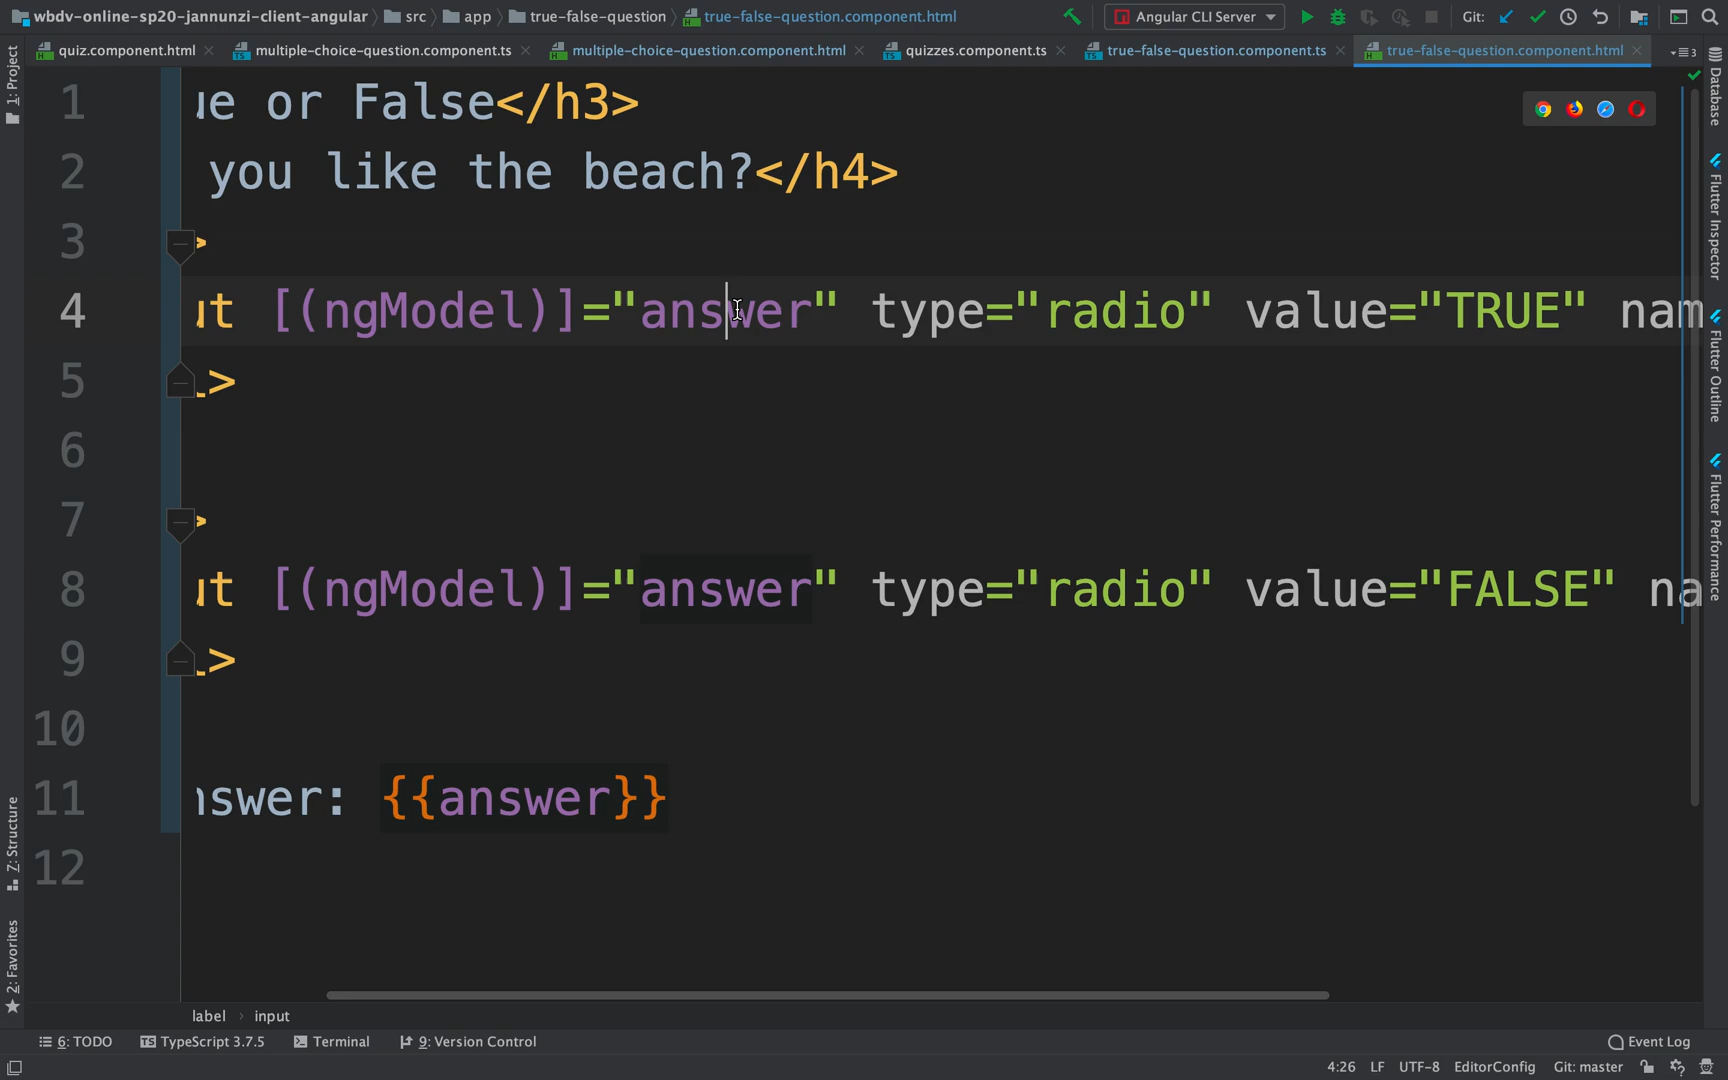 wbdv-online-sp20-jannunzi-client-angular src app true-false-question true-false-question.component.html Angular CLI Server Git:
quiz.component.html multiple-choice-question.component.ts multiple-choice-question.component.html quizzes.component.ts true-false-question.component.ts true-false-question.component.html 3
1: Project
1 ue or False</h3>
2 you like the beach?</h4>
3 >
4 ut [(ngModel)]="answer" type="radio" value="TRUE" nam
5 l>
6
7 >
8 ut [(ngModel)]="answer" type="radio" value="FALSE" na
9 l>
10
11 nswer: {{answer}}
12
Z: Structure
2: Favorites
Database
Flutter Inspector
Flutter Outline
Flutter Performance
label › input
6: TODO TypeScript 3.7.5 Terminal 9: Version Control Event Log
4:26 LF UTF-8 EditorConfig Git: master